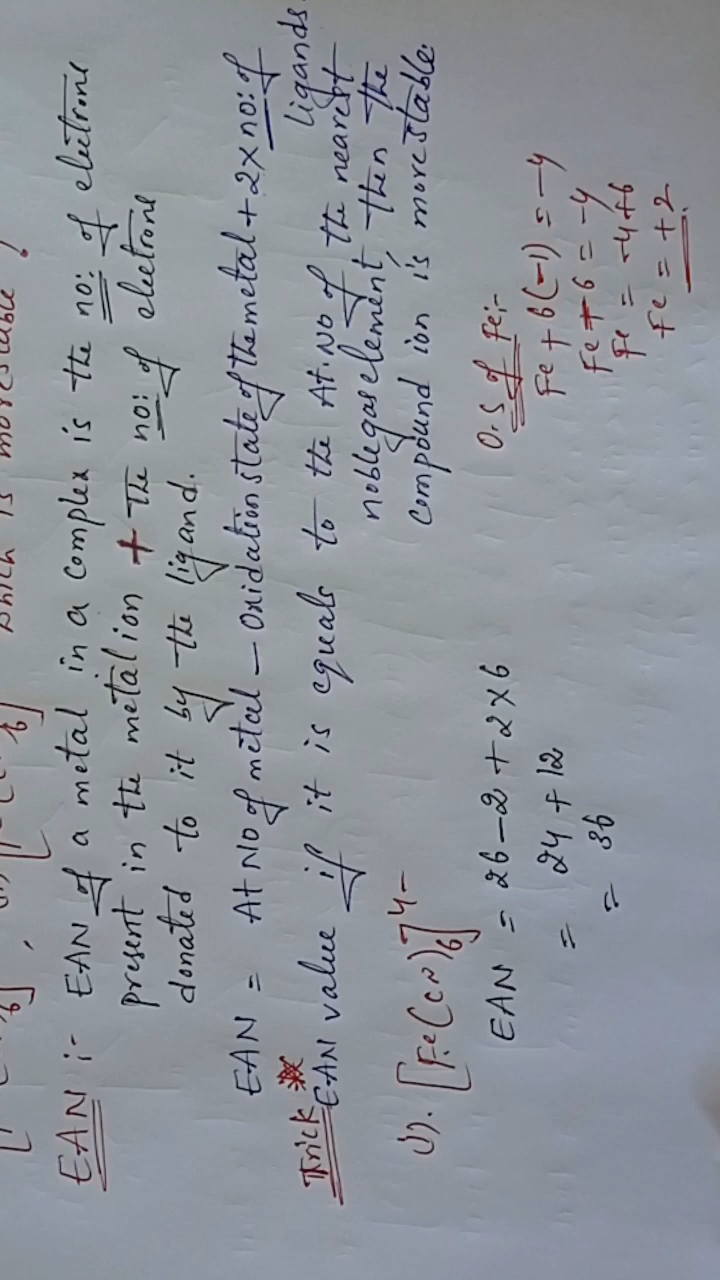 which is more stable ?
EAN :- EAN of a metal in a complex is the no: of electrons
present in the metal ion + The no: of electrons
donated to it by the ligand.
EAN = At NO of metal - Oxidation state of the metal + 2 x no: of ligands
Trick EAN value if it is equals to the At. NO of the nearest
noble gas element, then the
compound ion is more stable.
i). [Fe(CN)6]4-
EAN = 26 - 2 + 2 x 6
= 24 + 12
= 36
O.S of Fe:-
Fe + 6(-1) = -4
Fe - 6 = -4
Fe = -4+6
Fe = +2